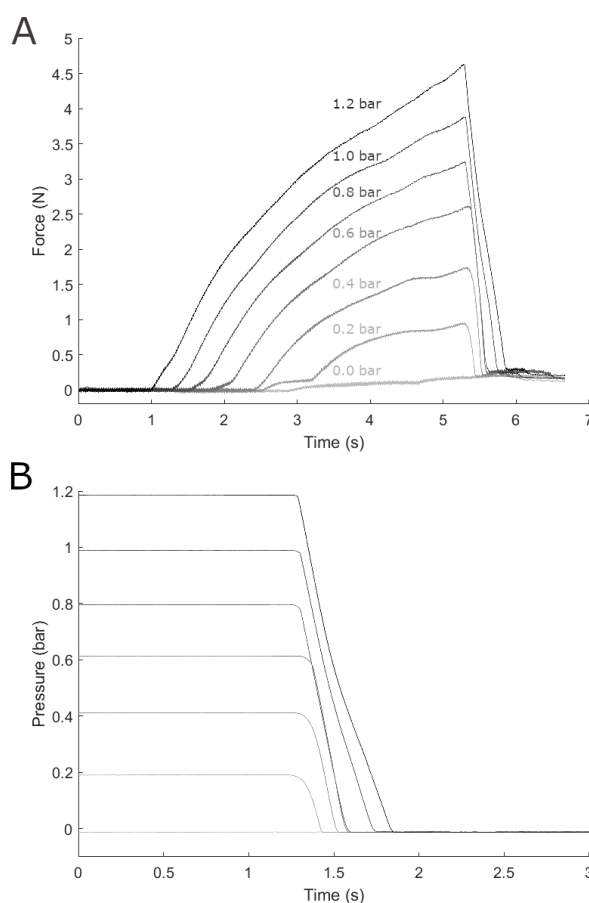 A
5
4.5
4
3.5
3
2.5
2
1.5
1
0.5
0
Force (N)
1.2 bar
1.0 bar
0.8 bar
0.6 bar
0.4 bar
0.2 bar
0.0 bar
0 1 2 3 4 5 6 7
Time (s)
B
1.2
1
0.8
0.6
0.4
0.2
0
Pressure (bar)
0 0.5 1 1.5 2 2.5 3
Time (s)